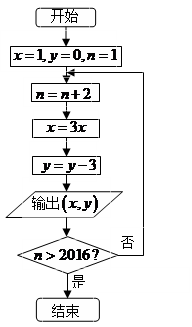 开始
x=1,y=0,n=1
n=n+2
x=3x
y=y-3
输出(x,y)
n>2016?
否
是
结束